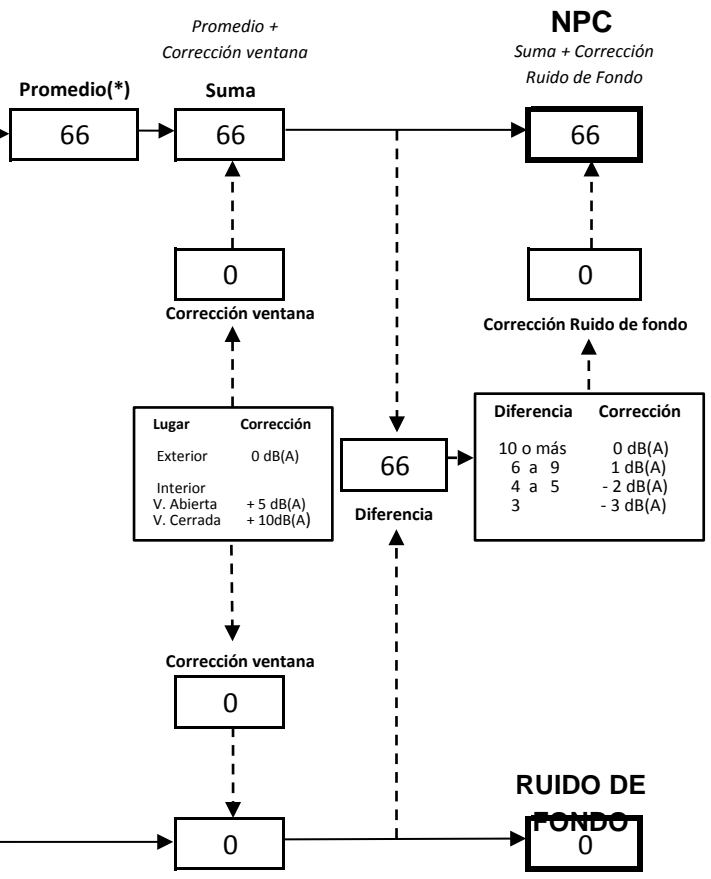 Promedio +
Corrección ventana
NPC
Suma + Corrección
Ruido de Fondo
Promedio(*)
Suma
66
66
66
0
0
Corrección ventana
Corrección Ruido de fondo
Lugar Corrección
Exterior 0 dB(A)
Interior
V. Abierta + 5 dB(A)
V. Cerrada + 10dB(A)
66
Diferencia
Diferencia Corrección
10 o más 0 dB(A)
6 a 9 1 dB(A)
4 a 5 - 2 dB(A)
3 - 3 dB(A)
Corrección ventana
0
RUIDO DE
FONDO
0
0